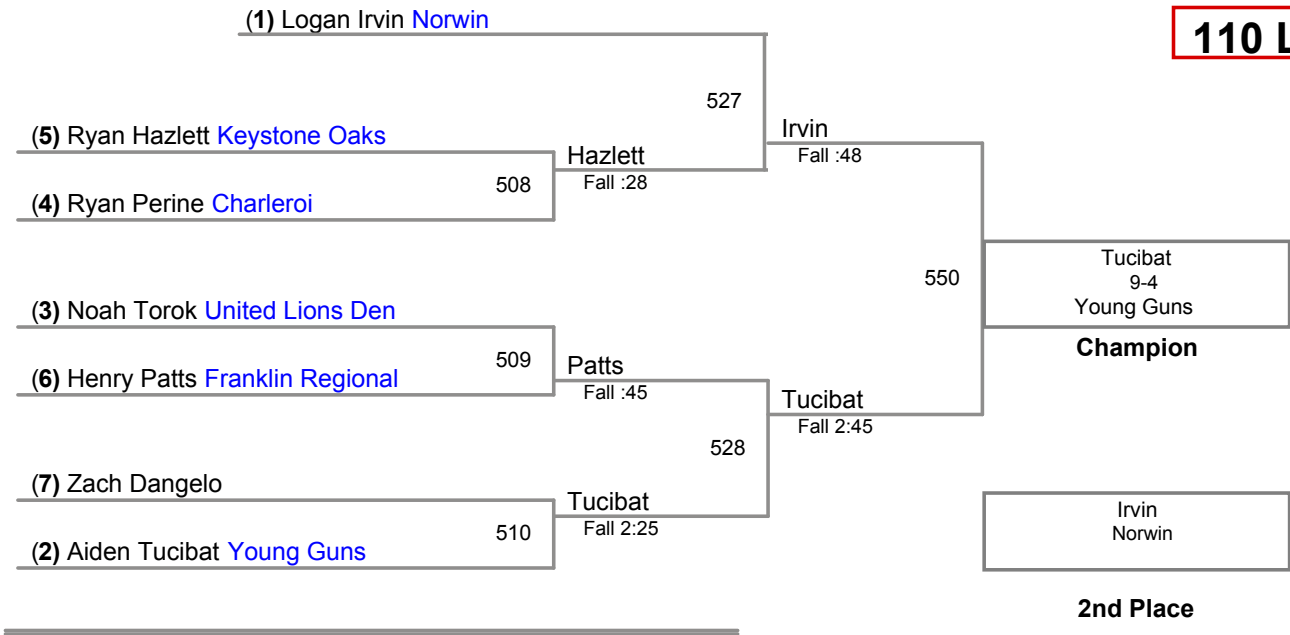 (1) Logan Irvin Norwin
110 L
527
(5) Ryan Hazlett Keystone Oaks
Irvin
Fall :48
Hazlett
Fall :28
508
(4) Ryan Perine Charleroi
550
Tucibat
9-4
Young Guns
Champion
(3) Noah Torok United Lions Den
509
Patts
Fall :45
(6) Henry Patts Franklin Regional
Tucibat
Fall 2:45
528
(7) Zach Dangelo
Tucibat
Fall 2:25
510
(2) Aiden Tucibat Young Guns
Irvin
Norwin
2nd Place